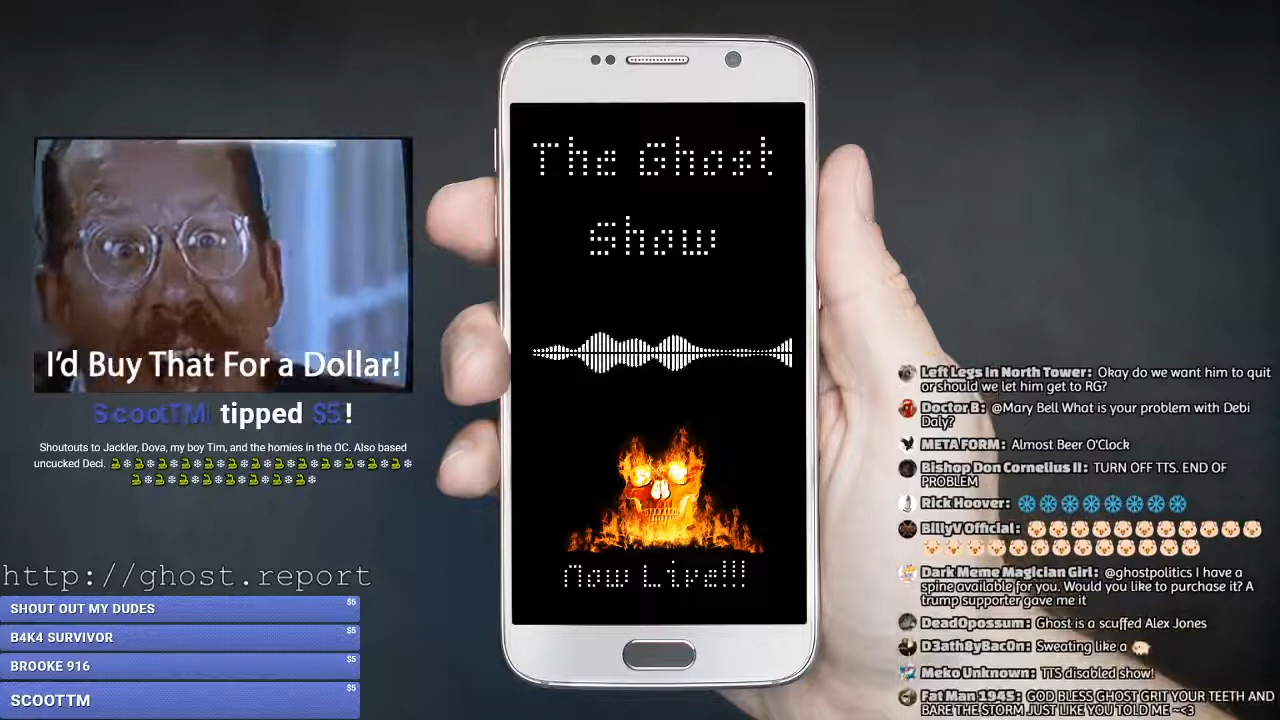 The Ghost
Show
Now Live!!!
I'd Buy That For a Dollar!
ScootTM tipped $5!
Shoutouts to Jackler, Dova, my boy Tim, and the homies in the OC. Also based
uncucked Deci.
http://ghost.report
SHOUT OUT MY DUDES $5
B4K4 SURVIVOR $5
BROOKE 916 $5
SCOOTTM $5
Left Legs In North Tower: Okay do we want him to quit
or should we let him get to RG?
Doctor B: @Mary Bell What is your problem with Debi
Daly?
META FORM: Almost Beer O'Clock
Bishop Don Cornelius II: TURN OFF TTS. END OF
PROBLEM
Rick Hoover:
BillyV Official:
Dark Meme Magician Girl: @ghostpolitics I have a
spine available for you. Would you like to purchase it? A
trump supporter gave me it
DeadOpossum: Ghost is a scuffed Alex Jones
D3ath8yBac0n: Sweating like a
Meko Unknown: TTS disabled show!
Fat Man 1945: GOD BLESS GHOST GRIT YOUR TEETH AND
BARE THE STORM JUST LIKE YOU TOLD ME ~<3